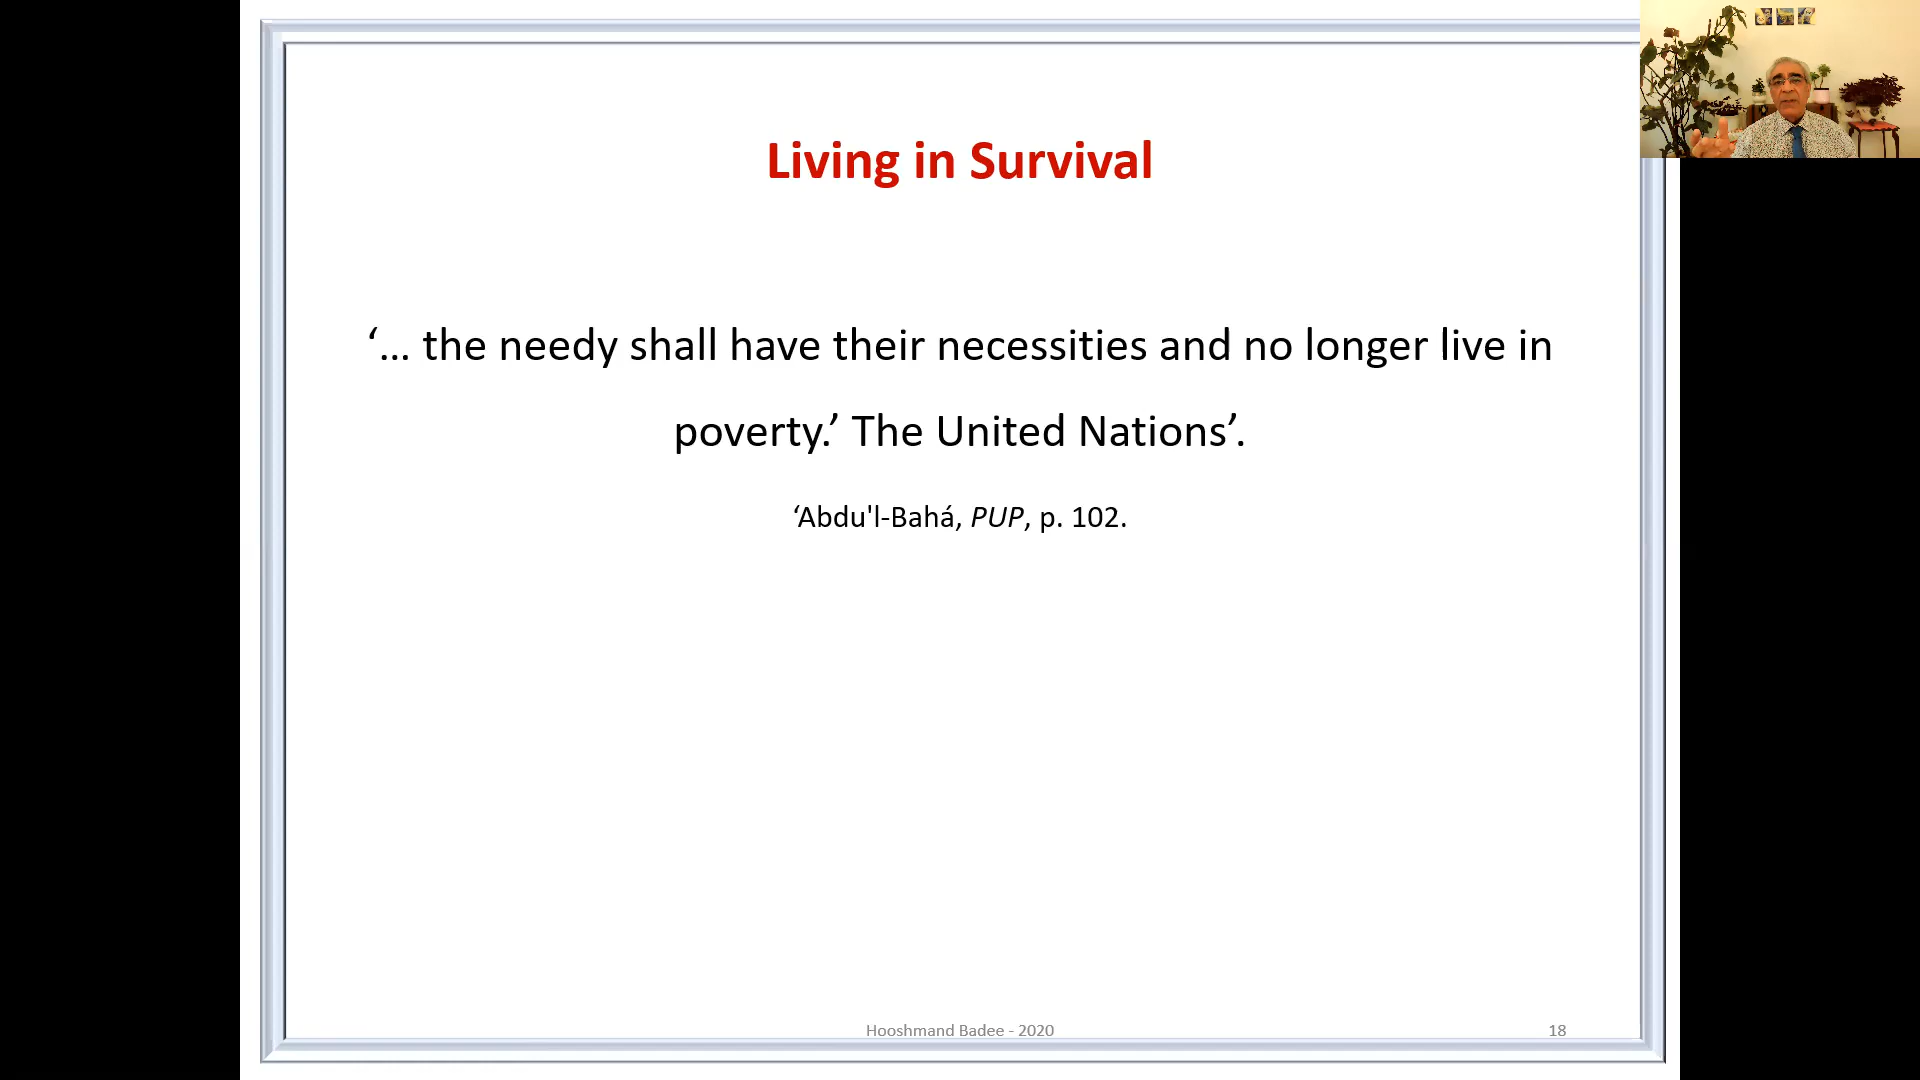 Living in Survival
‘… the needy shall have their necessities and no longer live in
poverty.’ The United Nations’.
‘Abdu'l-Bahá, PUP, p. 102.
Hooshmand Badee - 2020
18